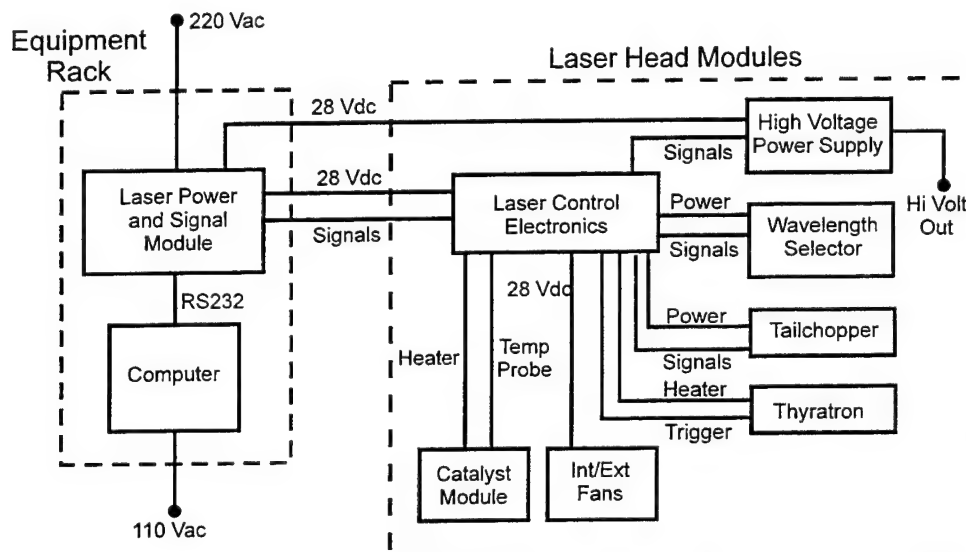 220 Vac
Equipment
Rack
Laser Head Modules
28 Vdc
High Voltage
Power Supply
Signals
Laser Power
and Signal
Module
28 Vdc
Signals
Laser Control
Electronics
Power
Signals
Wavelength
Selector
Hi Volt
Out
RS232
28 Vdc
Power
Signals
Tailchopper
Computer
Heater
Temp
Probe
Heater
Trigger
Thyratron
Catalyst
Module
Int/Ext
Fans
110 Vac